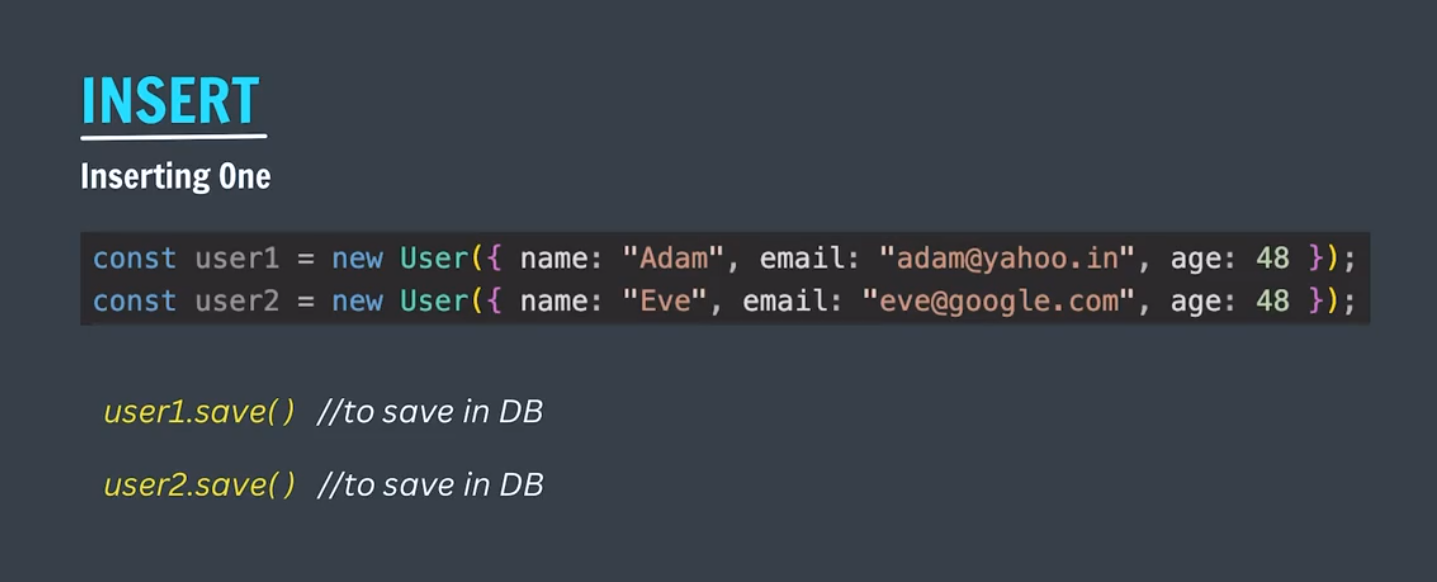 INSERT
Inserting One
const user1 = new User({ name: "Adam", email: "adam@yahoo.in", age: 48 });
const user2 = new User({ name: "Eve", email: "eve@google.com", age: 48 });
user1.save( ) //to save in DB
user2.save( ) //to save in DB